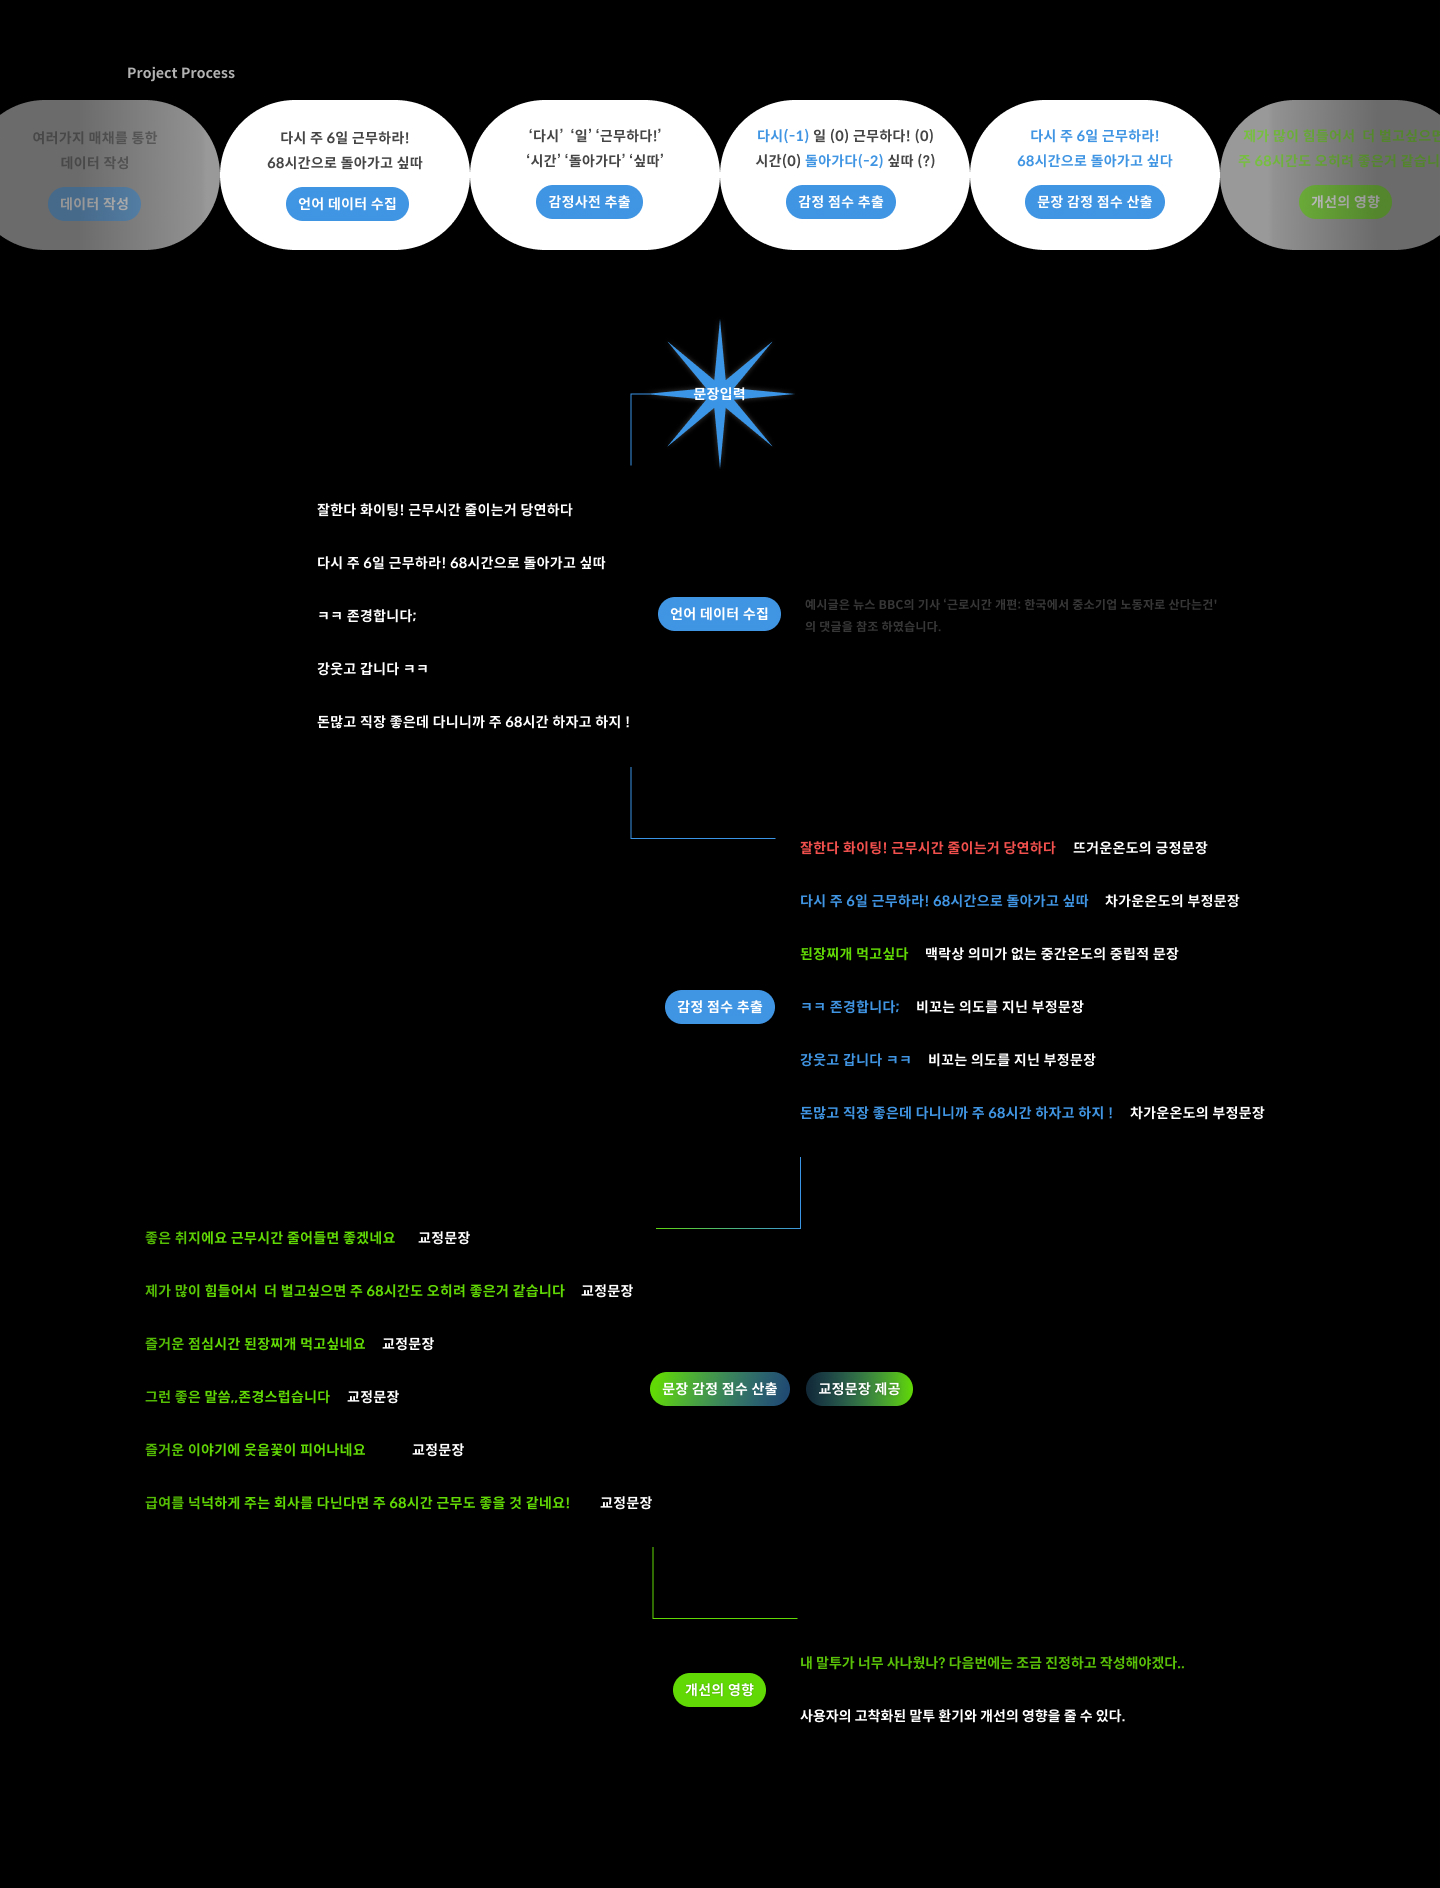 Project Process
여러가지 매채를 통한
데이터 작성
데이터 작성
다시 주 6일 근무하라!
68시간으로 돌아가고 싶따
언어 데이터 수집
‘다시’ ‘일’ ‘근무하다!’
‘시간’ ‘돌아가다’ ‘싶따’
감정사전 추출
다시(-1) 일 (0) 근무하다! (0)
시간(0) 돌아가다(-2) 싶따 (?)
감정 점수 추출
다시 주 6일 근무하라!
68시간으로 돌아가고 싶다
문장 감정 점수 산출
개선의 영향
문장입력
잘한다 화이팅! 근무시간 줄이는거 당연하다
다시 주 6일 근무하라! 68시간으로 돌아가고 싶따
ㅋㅋ 존경합니다;
강웃고 갑니다 ㅋㅋ
돈많고 직장 좋은데 다니니까 주 68시간 하자고 하지 !
언어 데이터 수집
예시글은 뉴스 BBC의 기사 '근로시간 개편: 한국에서 중소기업 노동자로 산다는건'
의 댓글을 참조 하였습니다.
잘한다 화이팅! 근무시간 줄이는거 당연하다 뜨거운온도의 긍정문장
다시 주 6일 근무하라! 68시간으로 돌아가고 싶따 차가운온도의 부정문장
된장찌개 먹고싶다 맥락상 의미가 없는 중간온도의 중립적 문장
감정 점수 추출
ㅋㅋ 존경합니다; 비꼬는 의도를 지닌 부정문장
강웃고 갑니다 ㅋㅋ 비꼬는 의도를 지닌 부정문장
돈많고 직장 좋은데 다니니까 주 68시간 하자고 하지 ! 차가운온도의 부정문장
좋은 취지에요 근무시간 줄어들면 좋겠네요 교정문장
제가 많이 힘들어서 더 벌고싶으면 주 68시간도 오히려 좋은거 같습니다 교정문장
즐거운 점심시간 된장찌개 먹고싶네요 교정문장
그런 좋은 말씀,,존경스럽습니다 교정문장
즐거운 이야기에 웃음꽃이 피어나네요 교정문장
급여를 넉넉하게 주는 회사를 다닌다면 주 68시간 근무도 좋을 것 같네요! 교정문장
문장 감정 점수 산출
교정문장 제공
내 말투가 너무 사나웠나? 다음번에는 조금 진정하고 작성해야겠다..
개선의 영향
사용자의 고착화된 말투 환기와 개선의 영향을 줄 수 있다.